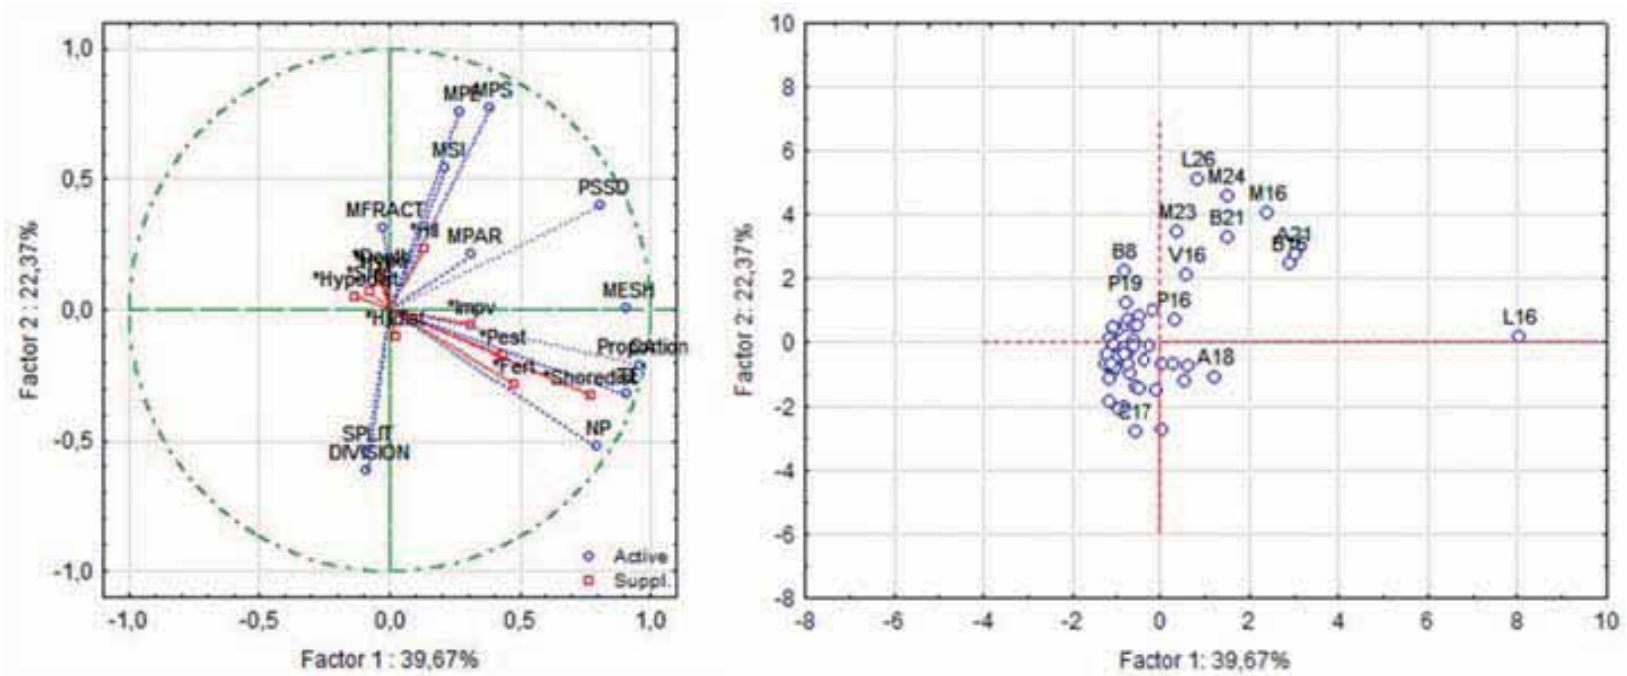 1,0
0,5
0,0
-0,5
-1,0
Factor 2 : 22,37%
MPS
MSI
PSSD
MFRACT
MPAR
MESH
*Impv
*Pest
Proportion
*Fert
NP
SPLIT
DIVISION
Active
Suppl.
-1,0 -0,5 0,0 0,5 1,0
Factor 1 : 39,67%
10
8
6
4
2
0
-2
-4
-6
-8
Factor 2: 22,37%
L26
M24
M16
M23
B21
A21
V16
B8
P19
P16
L16
A18
-8 -6 -4 -2 0 2 4 6 8 10
Factor 1: 39,67%